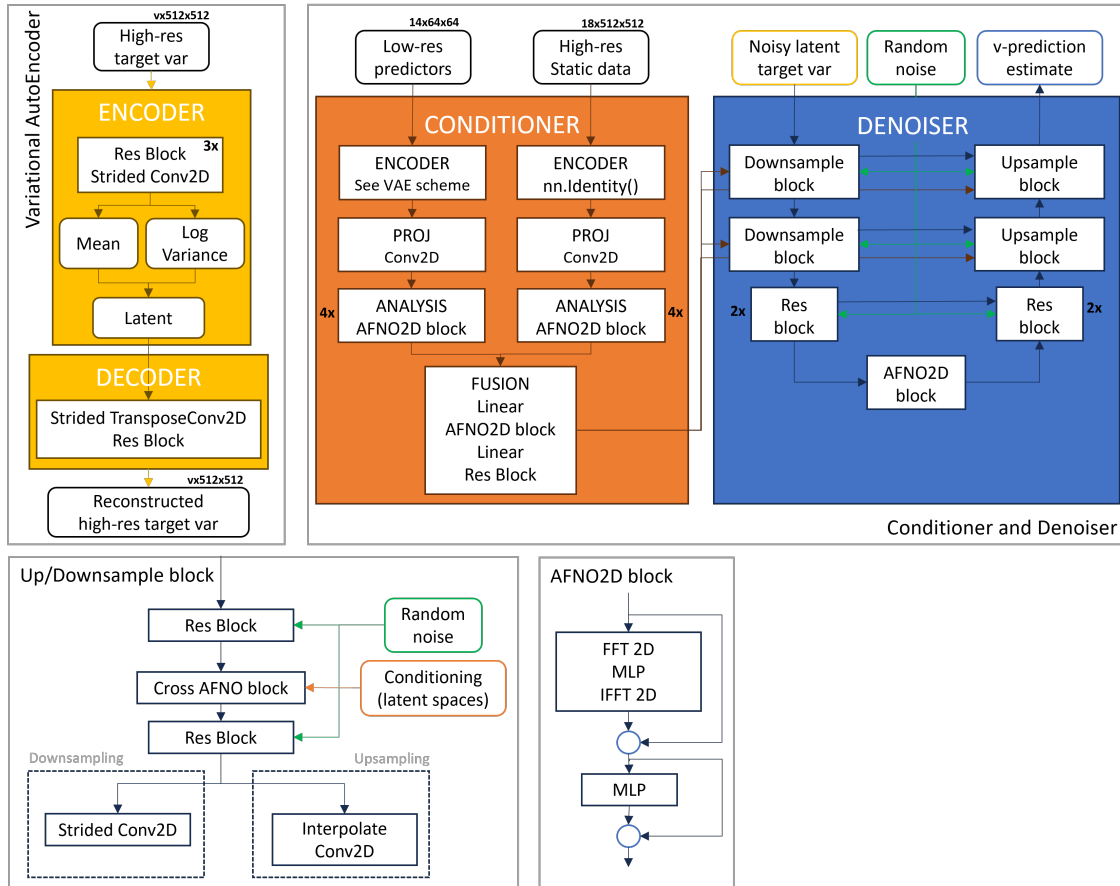 Variational AutoEncoder
vx512x512
High-res
target var
ENCODER
Res Block
3x
Strided Conv2D
Mean
Log
Variance
Latent
DECODER
Strided TransposeConv2D
Res Block
vx512x512
Reconstructed
high-res target var
14x64x64
Low-res
predictors
18x512x512
High-res
Static data
CONDITIONER
ENCODER
See VAE scheme
ENCODER
nn.Identity()
PROJ
Conv2D
PROJ
Conv2D
4x
ANALYSIS
AFNO2D block
ANALYSIS
AFNO2D block
4x
FUSION
Linear
AFNO2D block
Linear
Res Block
Noisy latent
target var
Random
noise
v-prediction
estimate
DENOISER
Downsample
block
Upsample
block
Downsample
block
Upsample
block
2x
Res
block
Res
block
2x
AFNO2D
block
Conditioner and Denoiser
Up/Downsample block
Res Block
Random
noise
Cross AFNO block
Conditioning
(latent spaces)
Res Block
Downsampling
Upsampling
Strided Conv2D
Interpolate
Conv2D
AFNO2D block
FFT 2D
MLP
IFFT 2D
MLP